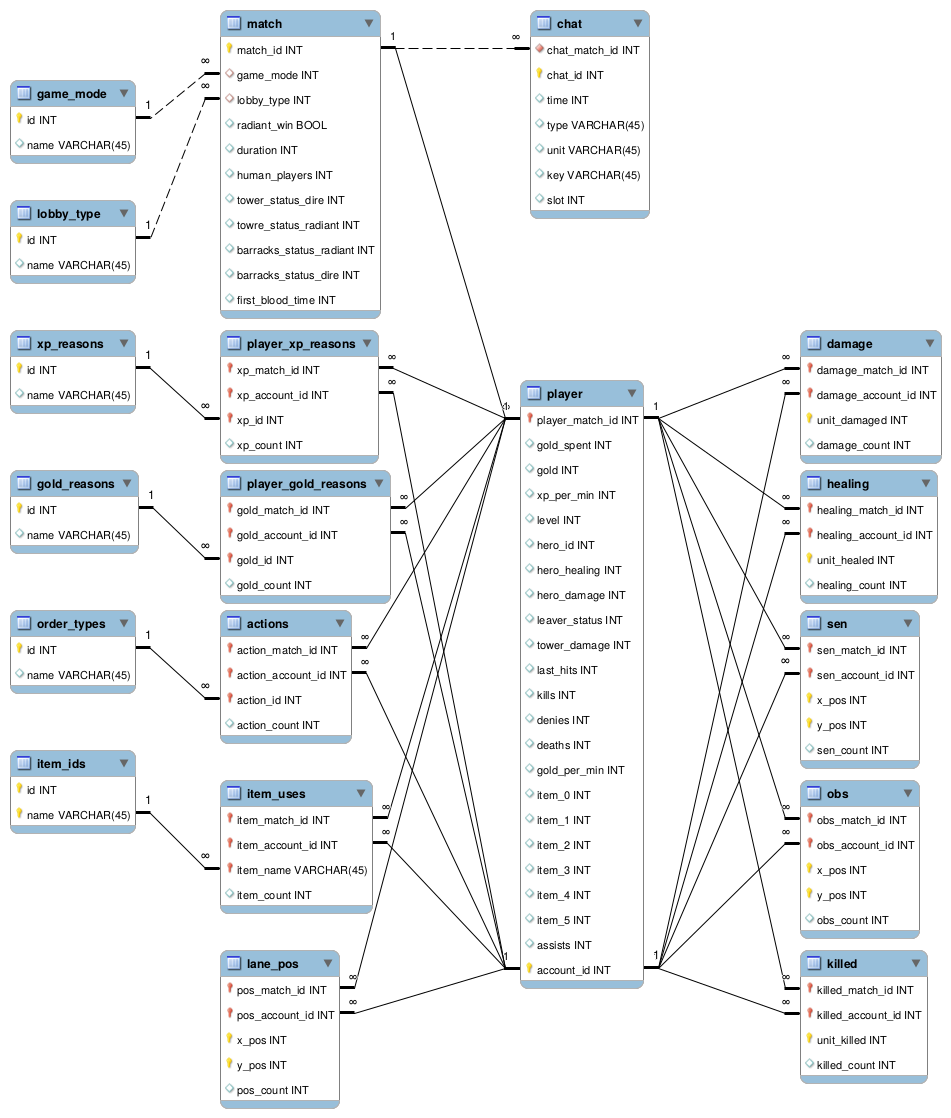 match
match_id INT
game_mode INT
lobby_type INT
radiant_win BOOL
duration INT
human_players INT
tower_status_dire INT
towre_status_radiant INT
barracks_status_radiant INT
barracks_status_dire INT
first_blood_time INT
1
∞
chat
chat_match_id INT
chat_id INT
time INT
type VARCHAR(45)
unit VARCHAR(45)
key VARCHAR(45)
slot INT
game_mode
id INT
name VARCHAR(45)
1
∞
lobby_type
id INT
name VARCHAR(45)
1
∞
xp_reasons
id INT
name VARCHAR(45)
1
∞
player_xp_reasons
xp_match_id INT
xp_account_id INT
xp_id INT
xp_count INT
∞
∞
gold_reasons
id INT
name VARCHAR(45)
1
∞
player_gold_reasons
gold_match_id INT
gold_account_id INT
gold_id INT
gold_count INT
∞
∞
order_types
id INT
name VARCHAR(45)
1
∞
actions
action_match_id INT
action_account_id INT
action_id INT
action_count INT
∞
∞
item_ids
id INT
name VARCHAR(45)
1
∞
item_uses
item_match_id INT
item_account_id INT
item_name VARCHAR(45)
item_count INT
∞
∞
lane_pos
pos_match_id INT
pos_account_id INT
x_pos INT
y_pos INT
pos_count INT
∞
∞
player
player_match_id INT
gold_spent INT
gold INT
xp_per_min INT
level INT
hero_id INT
hero_healing INT
hero_damage INT
leaver_status INT
tower_damage INT
last_hits INT
kills INT
denies INT
deaths INT
gold_per_min INT
item_0 INT
item_1 INT
item_2 INT
item_3 INT
item_4 INT
item_5 INT
assists INT
account_id INT
1
1
1
damage
damage_match_id INT
damage_account_id INT
unit_damaged INT
damage_count INT
∞
∞
healing
healing_match_id INT
healing_account_id INT
unit_healed INT
healing_count INT
∞
∞
sen
sen_match_id INT
sen_account_id INT
x_pos INT
y_pos INT
sen_count INT
∞
∞
obs
obs_match_id INT
obs_account_id INT
x_pos INT
y_pos INT
obs_count INT
∞
∞
killed
killed_match_id INT
killed_account_id INT
unit_killed INT
killed_count INT
∞
∞